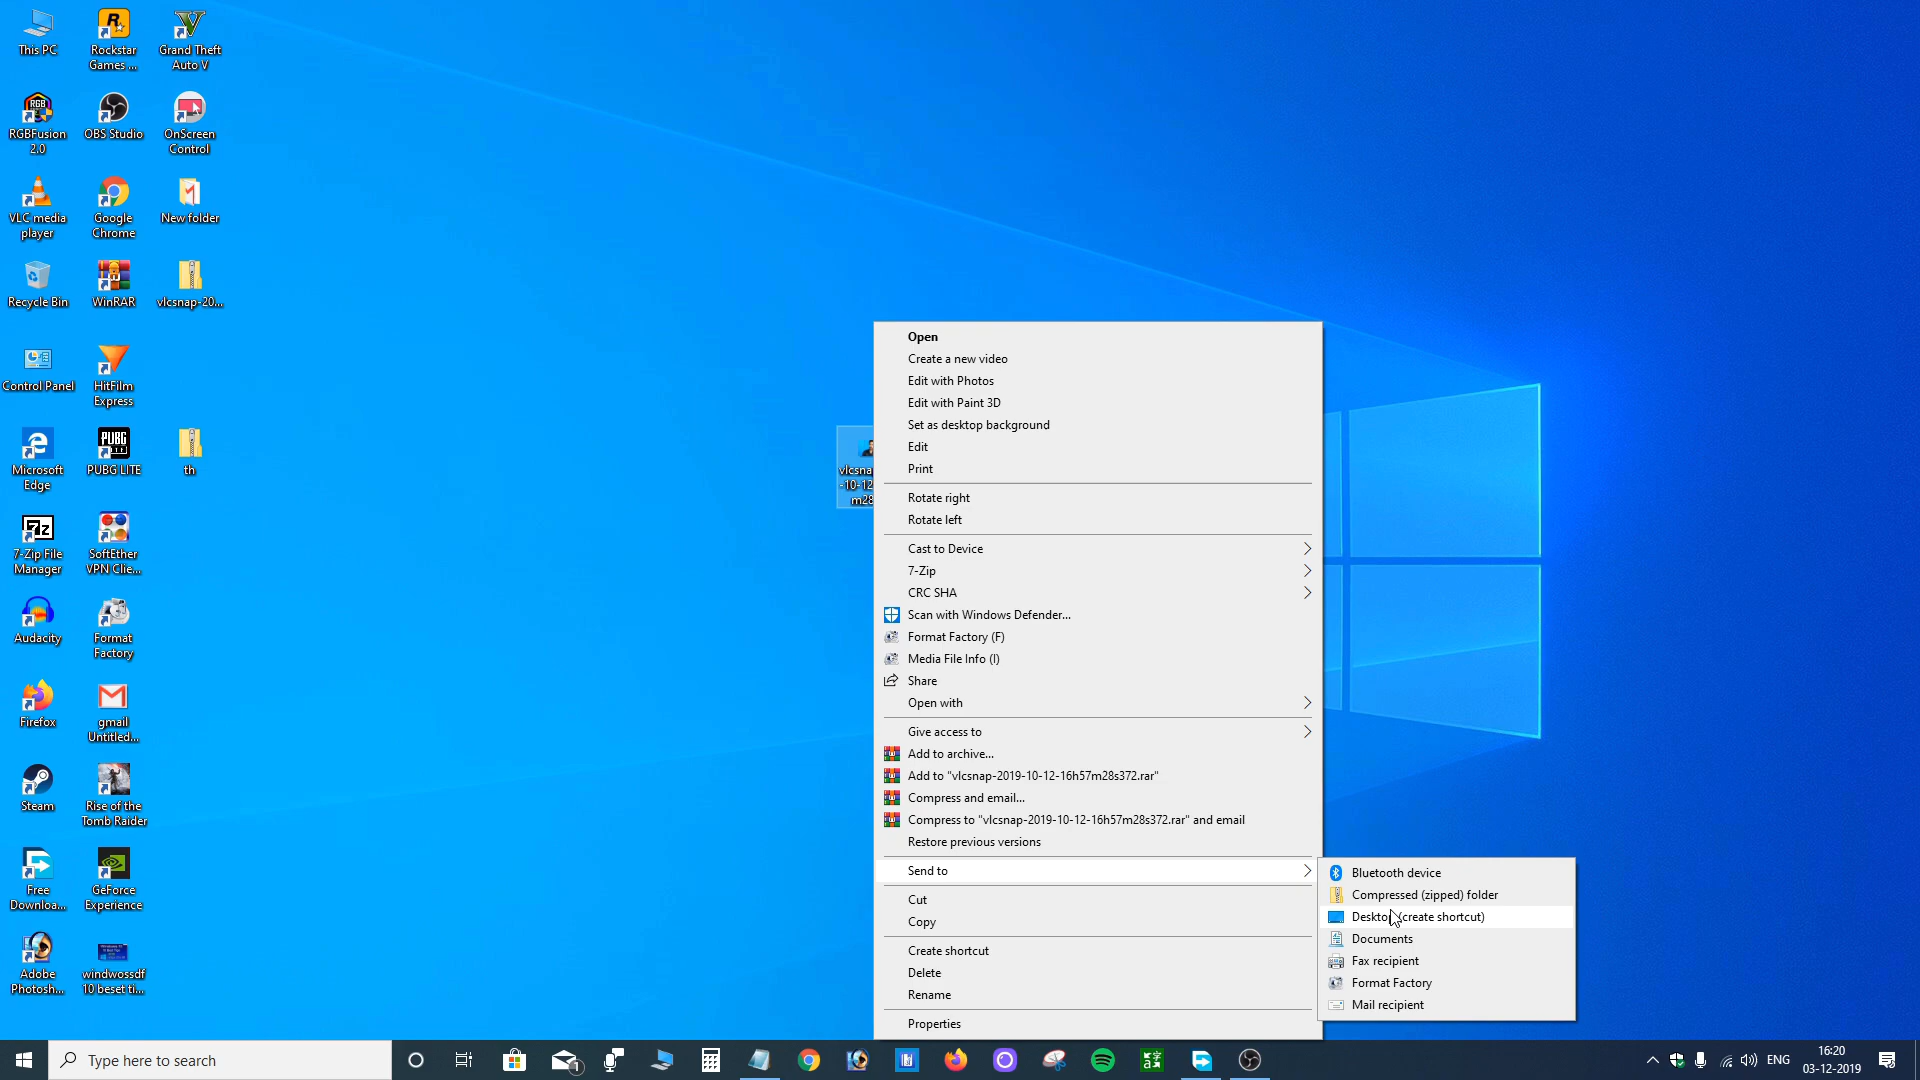 This PC
Rockstar
Games ...
Grand Theft
Auto V
RGBFusion
2.0
OBS Studio
OnScreen
Control
VLC media
player
Google
Chrome
New folder
Recycle Bin
WinRAR
vlcsnap-20...
Control Panel
HitFilm
Express
Microsoft
Edge
PUBG LITE
th
7-Zip File
Manager
SoftEther
VPN Clie...
Audacity
Format
Factory
Firefox
gmail
Untitled...
Steam
Rise of the
Tomb Raider
Free
Downloa...
GeForce
Experience
Adobe
Photosh...
windwossdf
10 beset ti...
vlcsna
-10-12
m28
Open
Create a new video
Edit with Photos
Edit with Paint 3D
Set as desktop background
Edit
Print
Rotate right
Rotate left
Cast to Device
7-Zip
CRC SHA
Scan with Windows Defender...
Format Factory (F)
Media File Info (I)
Share
Open with
Give access to
Add to archive...
Add to "vlcsnap-2019-10-12-16h57m28s372.rar"
Compress and email...
Compress to "vlcsnap-2019-10-12-16h57m28s372.rar" and email
Restore previous versions
Send to
Cut
Copy
Create shortcut
Delete
Rename
Properties
Bluetooth device
Compressed (zipped) folder
Desktop (create shortcut)
Documents
Fax recipient
Format Factory
Mail recipient
Type here to search
ENG
16:20
03-12-2019